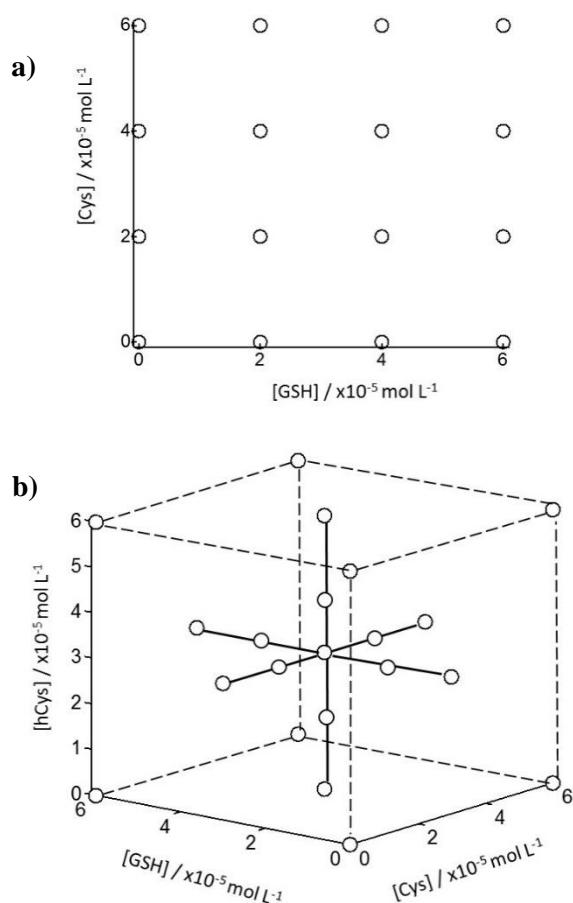 a)
[Cys] / x10⁻⁵ mol L⁻¹
6
4
2
0
0 2 4 6
[GSH] / x10⁻⁵ mol L⁻¹
b)
[hCys] / x10⁻⁵ mol L⁻¹
6
5
4
3
2
1
0
6 4 2 0
0 2 4 6
[GSH] / x10⁻⁵ mol L⁻¹
[Cys] / x10⁻⁵ mol L⁻¹